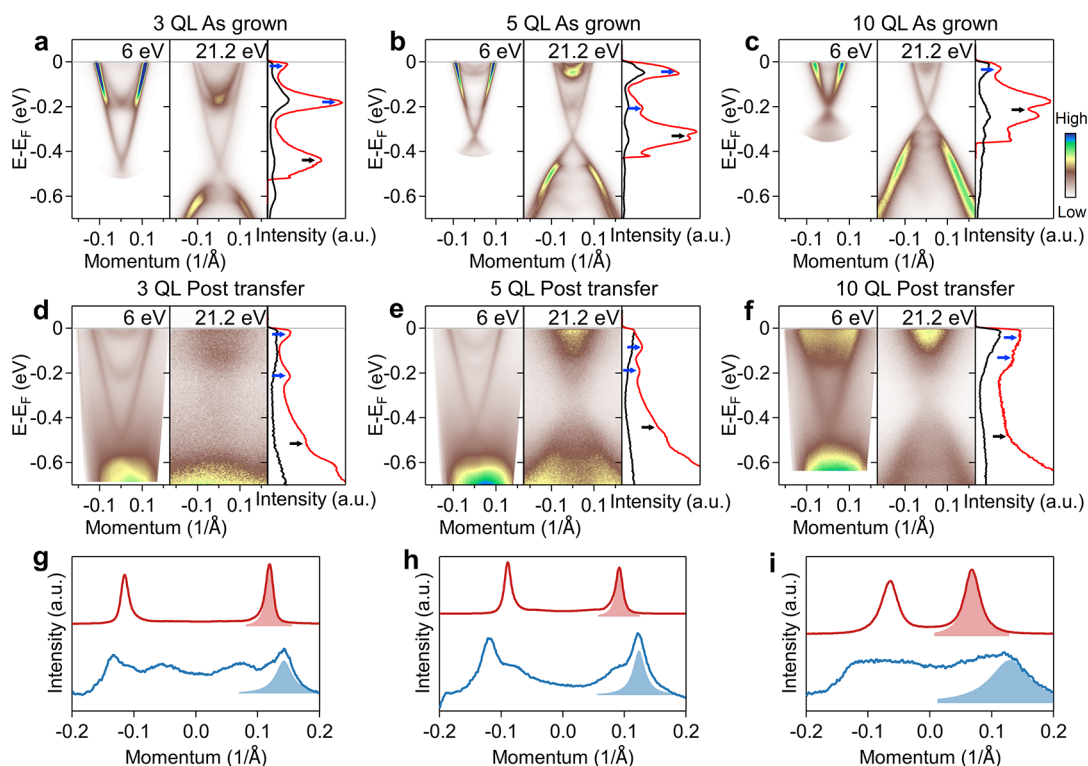 3 QL As grown
5 QL As grown
10 QL As grown
a
6 eV
21.2 eV
b
6 eV
21.2 eV
c
6 eV
21.2 eV
0
-0.2
-0.4
-0.6
E-E_F (eV)
0
-0.2
-0.4
-0.6
E-E_F (eV)
0
-0.2
-0.4
-0.6
E-E_F (eV)
High
Low
-0.1 0.1 -0.1 0.1 Intensity (a.u.)
-0.1 0.1 -0.1 0.1 Intensity (a.u.)
-0.1 0.1 -0.1 0.1 Intensity (a.u.)
Momentum (1/Å)
Momentum (1/Å)
Momentum (1/Å)
3 QL Post transfer
5 QL Post transfer
10 QL Post transfer
d
6 eV
21.2 eV
e
6 eV
21.2 eV
f
6 eV
21.2 eV
0
-0.2
-0.4
-0.6
E-E_F (eV)
0
-0.2
-0.4
-0.6
E-E_F (eV)
0
-0.2
-0.4
-0.6
E-E_F (eV)
-0.1 0.1 -0.1 0.1 Intensity (a.u.)
-0.1 0.1 -0.1 0.1 Intensity (a.u.)
-0.1 0.1 -0.1 0.1 Intensity (a.u.)
Momentum (1/Å)
Momentum (1/Å)
Momentum (1/Å)
g
h
i
Intensity (a.u.)
Intensity (a.u.)
Intensity (a.u.)
-0.2 -0.1 0.0 0.1 0.2
-0.2 -0.1 0.0 0.1 0.2
-0.2 -0.1 0.0 0.1 0.2
Momentum (1/Å)
Momentum (1/Å)
Momentum (1/Å)